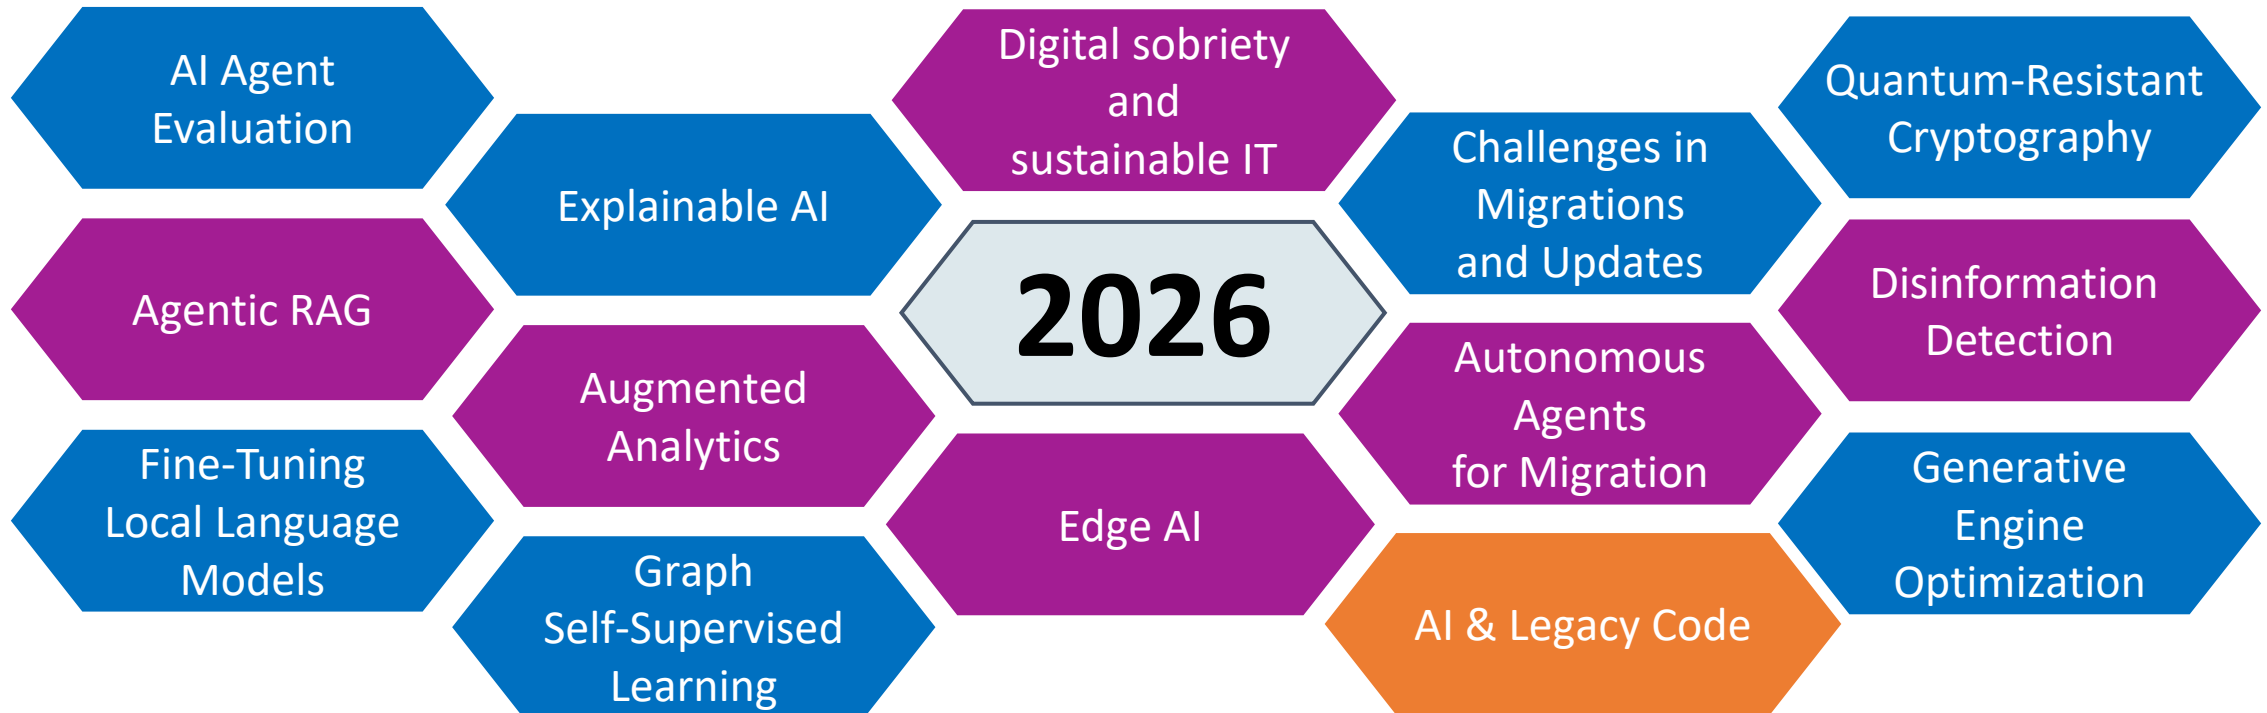 AI Agent
Evaluation
Agentic RAG
Fine-Tuning
Local Language
Models
Explainable AI
Augmented
Analytics
Graph
Self-Supervised
Learning
Digital sobriety
and
sustainable IT
2026
Edge AI
Challenges in
Migrations
and Updates
Autonomous
Agents
for Migration
AI & Legacy Code
Quantum-Resistant
Cryptography
Disinformation
Detection
Generative
Engine
Optimization